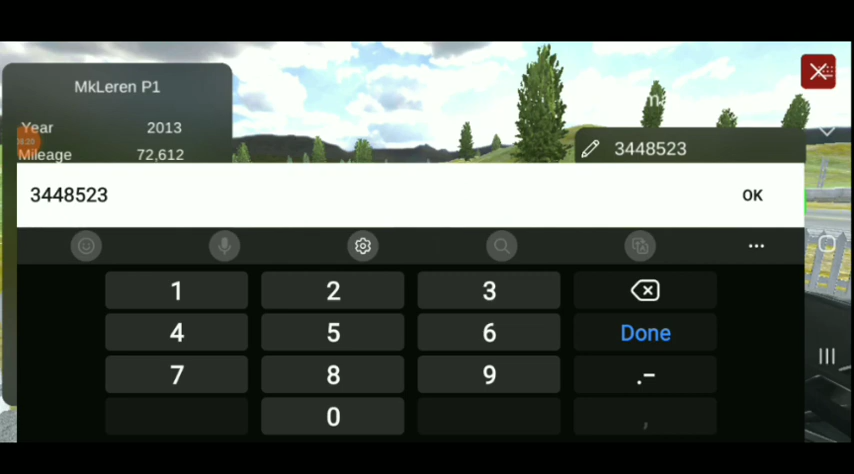 MkLeren P1
Year 2013
Mileage 72,612
3448523
3448523
OK
1 2 3
4 5 6 Done
7 8 9 .-
0 ,